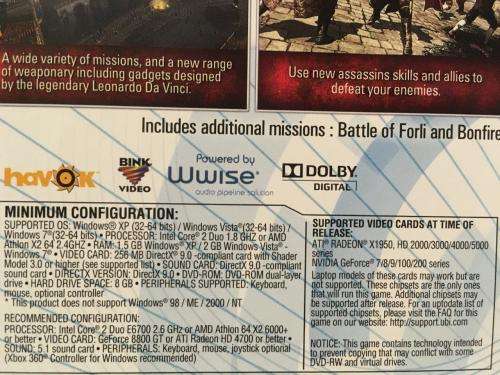 A wide variety of missions, and a new range
of weaponary including gadgets designed
by the legendary Leonardo Da Vinci.
Use new assassins skills and allies to
defeat your enemies.
Includes additional missions : Battle of Forli and Bonfire
havok
BINK
VIDEO
Powered by
Wwise
audio pipeline solution
DOLBY
DIGITAL
MINIMUM CONFIGURATION:
SUPPORTED OS: Windows® XP (32-64 bits) / Windows Vista®(32-64 bits) /
Windows 7®(32-64 bits) • PROCESSOR: Intel Core® 2 Duo 1.8 GHZ or AMD
Athlon X2 64 2.4GHZ • RAM: 1.5 GB Windows® XP / 2 GB Windows Vista® -
Windows 7® • VIDEO CARD: 256 MB DirectX® 9.0 -compliant card with Shader
Model 3.0 or higher (see supported list) • SOUND CARD: DirectX 9.0 -compliant
sound card • DIRECTX VERSION: DirectX 9.0 • DVD-ROM: DVD-ROM dual-layer
drive • HARD DRIVE SPACE: 8 GB • PERIPHERALS SUPPORTED: Keyboard,
mouse, optional controller
* This product does not support Windows® 98 / ME / 2000 / NT
RECOMMENDED CONFIGURATION:
PROCESSOR: Intel Core® 2 Duo E6700 2.6 GHz or AMD Athlon 64 X2 6000+
or better • VIDEO CARD: GeForce 8800 GT or ATI Radeon HD 4700 or better •
SOUND: 5.1 sound card • PERIPHERALS: Keyboard, mouse, joystick optional
(Xbox 360® Controller for Windows recommended)
SUPPORTED VIDEO CARDS AT TIME OF
RELEASE:
ATI® RADEON® X1950, HD 2000/3000/4000/5000
series
NVIDIA GeForce® 7/8/9/100/200 series
Laptop models of these cards may work but are
not supported. These chipsets are the only ones
that will run this game. Additional chipsets may
be supported after release. For an uptodate list of
supported chipsets, please visit the FAQ for this
game on our website: http://support.ubi.com
NOTICE:-This game contains technology intended
to prevent copying that may conflict with some
DVD-RW and virtual drives.